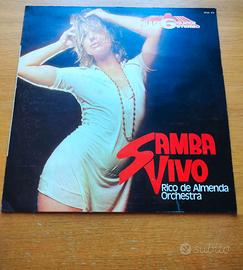 SAMBA
VIVO
Rico de Almenda
Orchestra
subito